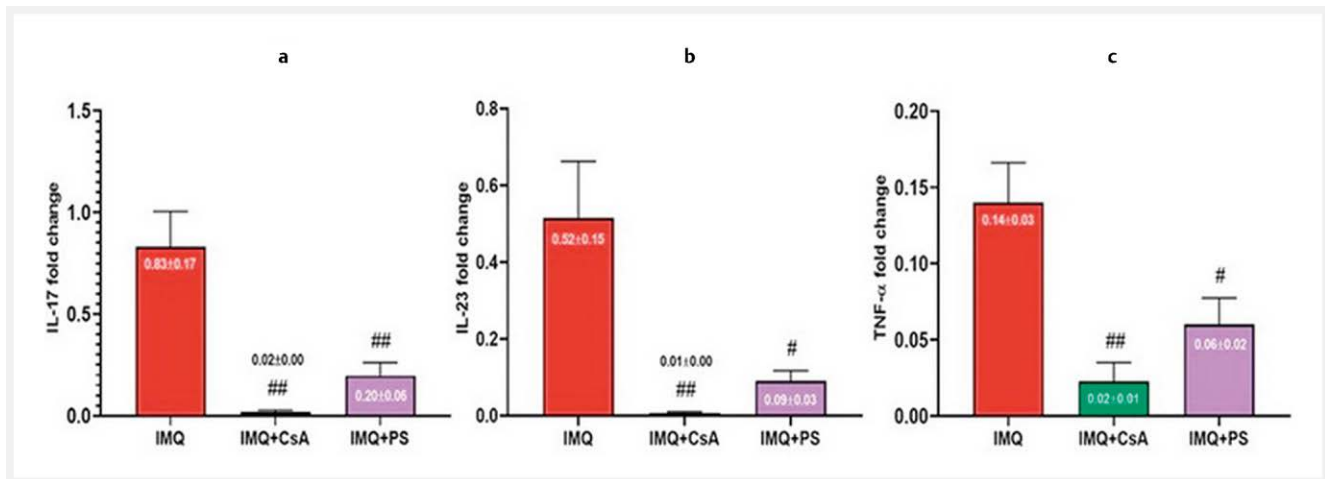 a
IL-17 fold change
1.5
1.0
0.5
0.0
0.83±0.17
0.02±0.00
##
##
0.20±0.06
IMQ
IMQ+CsA
IMQ+PS
b
IL-23 fold change
0.8
0.6
0.4
0.2
0.0
0.52±0.15
0.01±0.00
##
#
0.09±0.03
IMQ
IMQ+CsA
IMQ+PS
c
TNF-α fold change
0.20
0.15
0.10
0.05
0.00
0.14±0.03
##
0.02±0.01
#
0.06±0.02
IMQ
IMQ+CsA
IMQ+PS